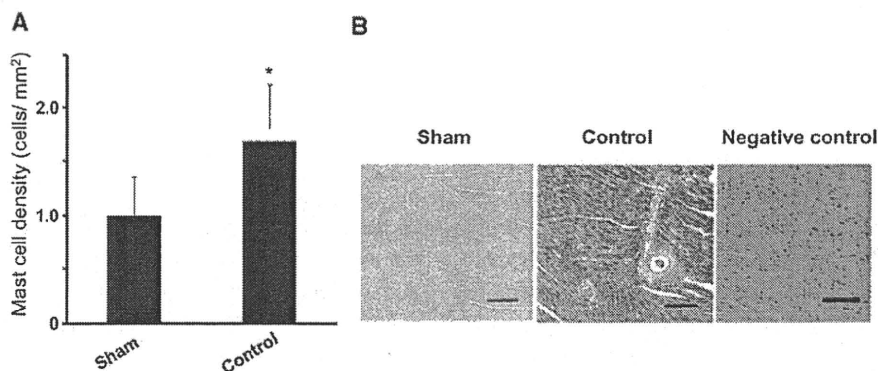 A
Mast cell density (cells/ mm²)
2.0
1.0
0
*
Sham
Control
B
Sham
Control
Negative control